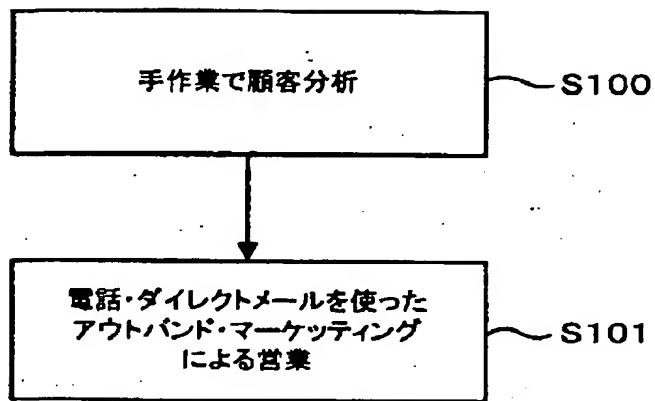 手作業で顧客分析
S100
電話・ダイレクトメールを使った
アウトバンド・マーケッティング
による営業
S101